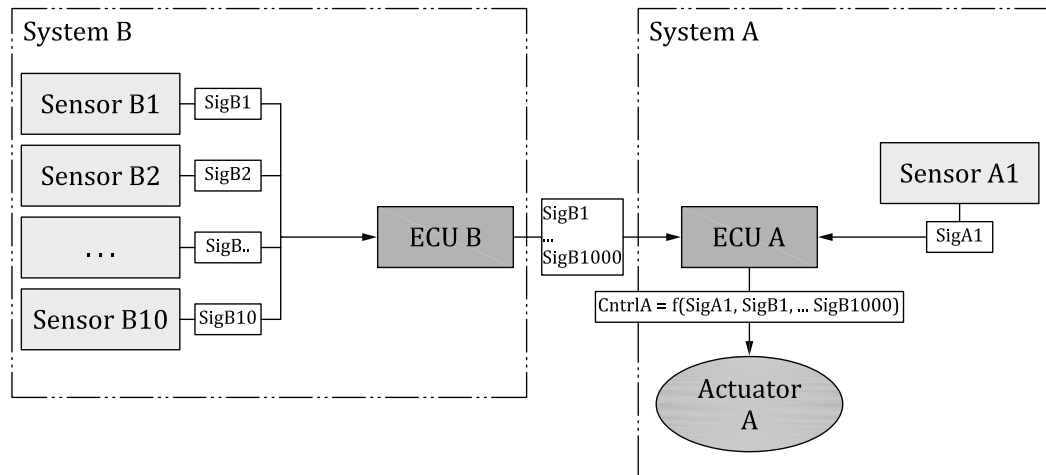 System B
Sensor B1
SigB1
Sensor B2
SigB2
...
SigB..
Sensor B10
SigB10
ECU B
SigB1
...
SigB1000
System A
Sensor A1
SigA1
ECU A
CntrlA = f(SigA1, SigB1, ... SigB1000)
Actuator
A